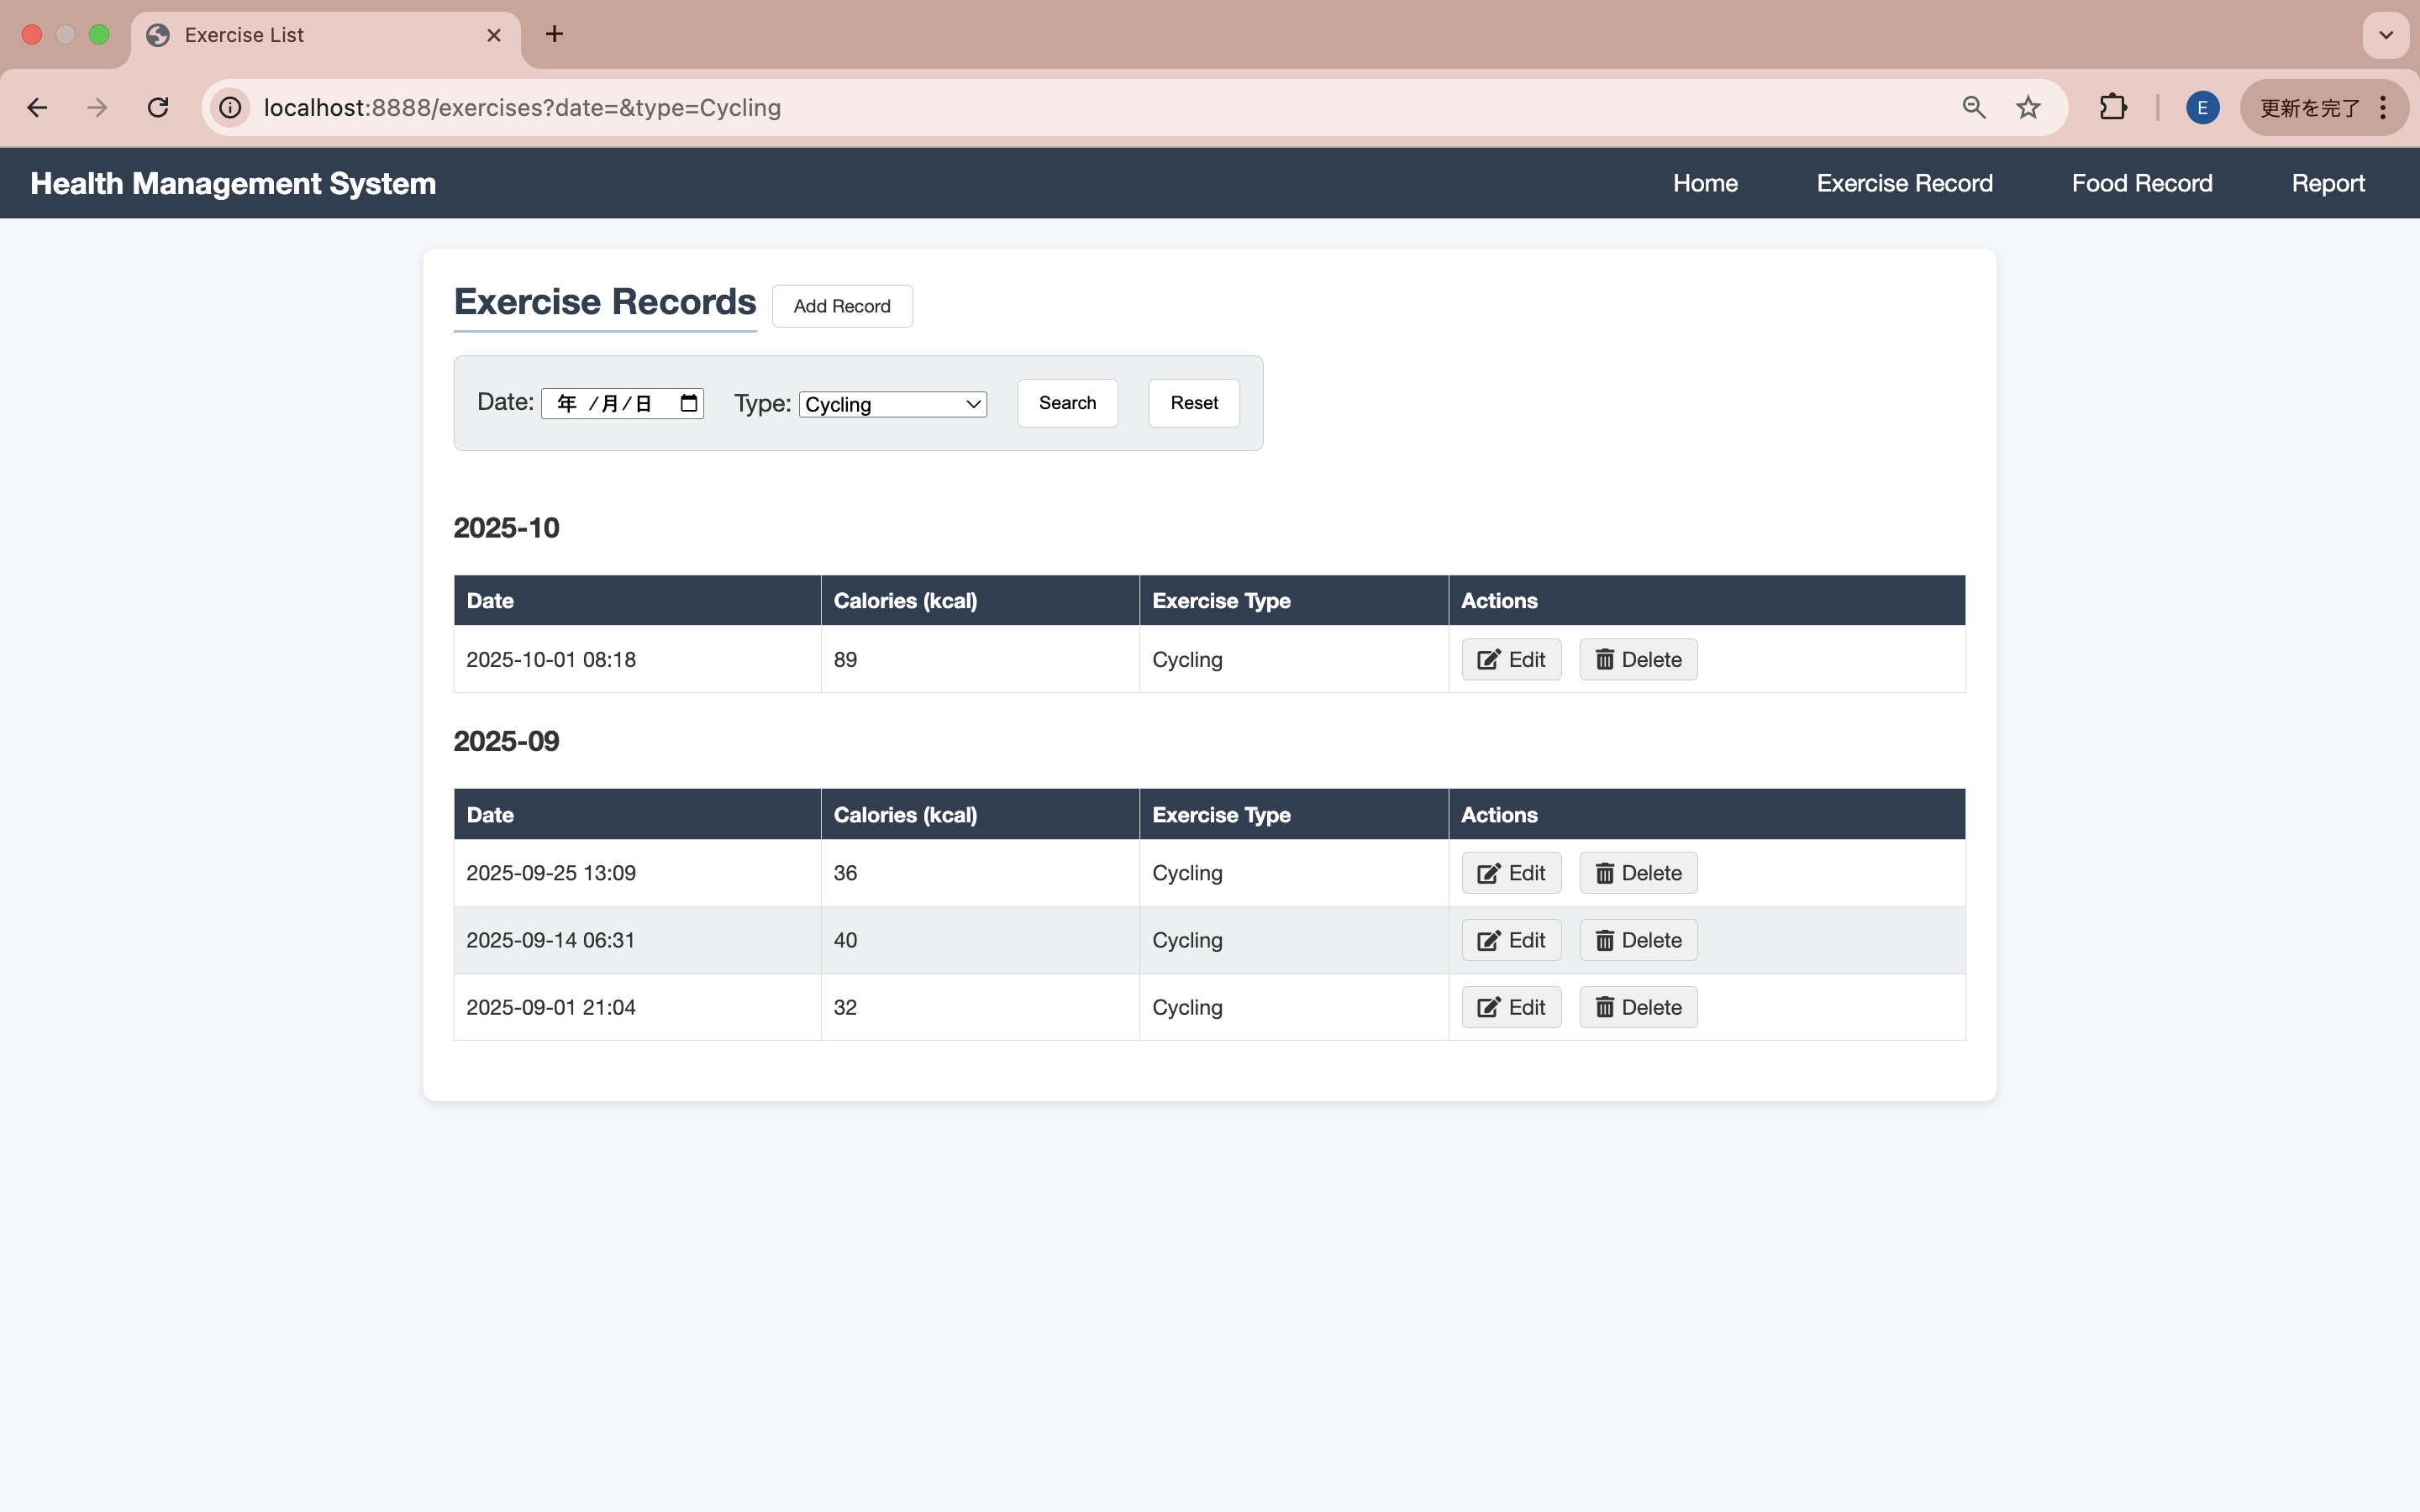 Exercise List
localhost:8888/exercises?date=&type=Cycling
E
更新を完了
Health Management System
Home
Exercise Record
Food Record
Report
Exercise Records
Add Record
Date: 年 /月/日
Type: Cycling
Search
Reset
2025-10
Date Calories (kcal) Exercise Type Actions
2025-10-01 08:18 89 Cycling Edit Delete
2025-09
Date Calories (kcal) Exercise Type Actions
2025-09-25 13:09 36 Cycling Edit Delete
2025-09-14 06:31 40 Cycling Edit Delete
2025-09-01 21:04 32 Cycling Edit Delete